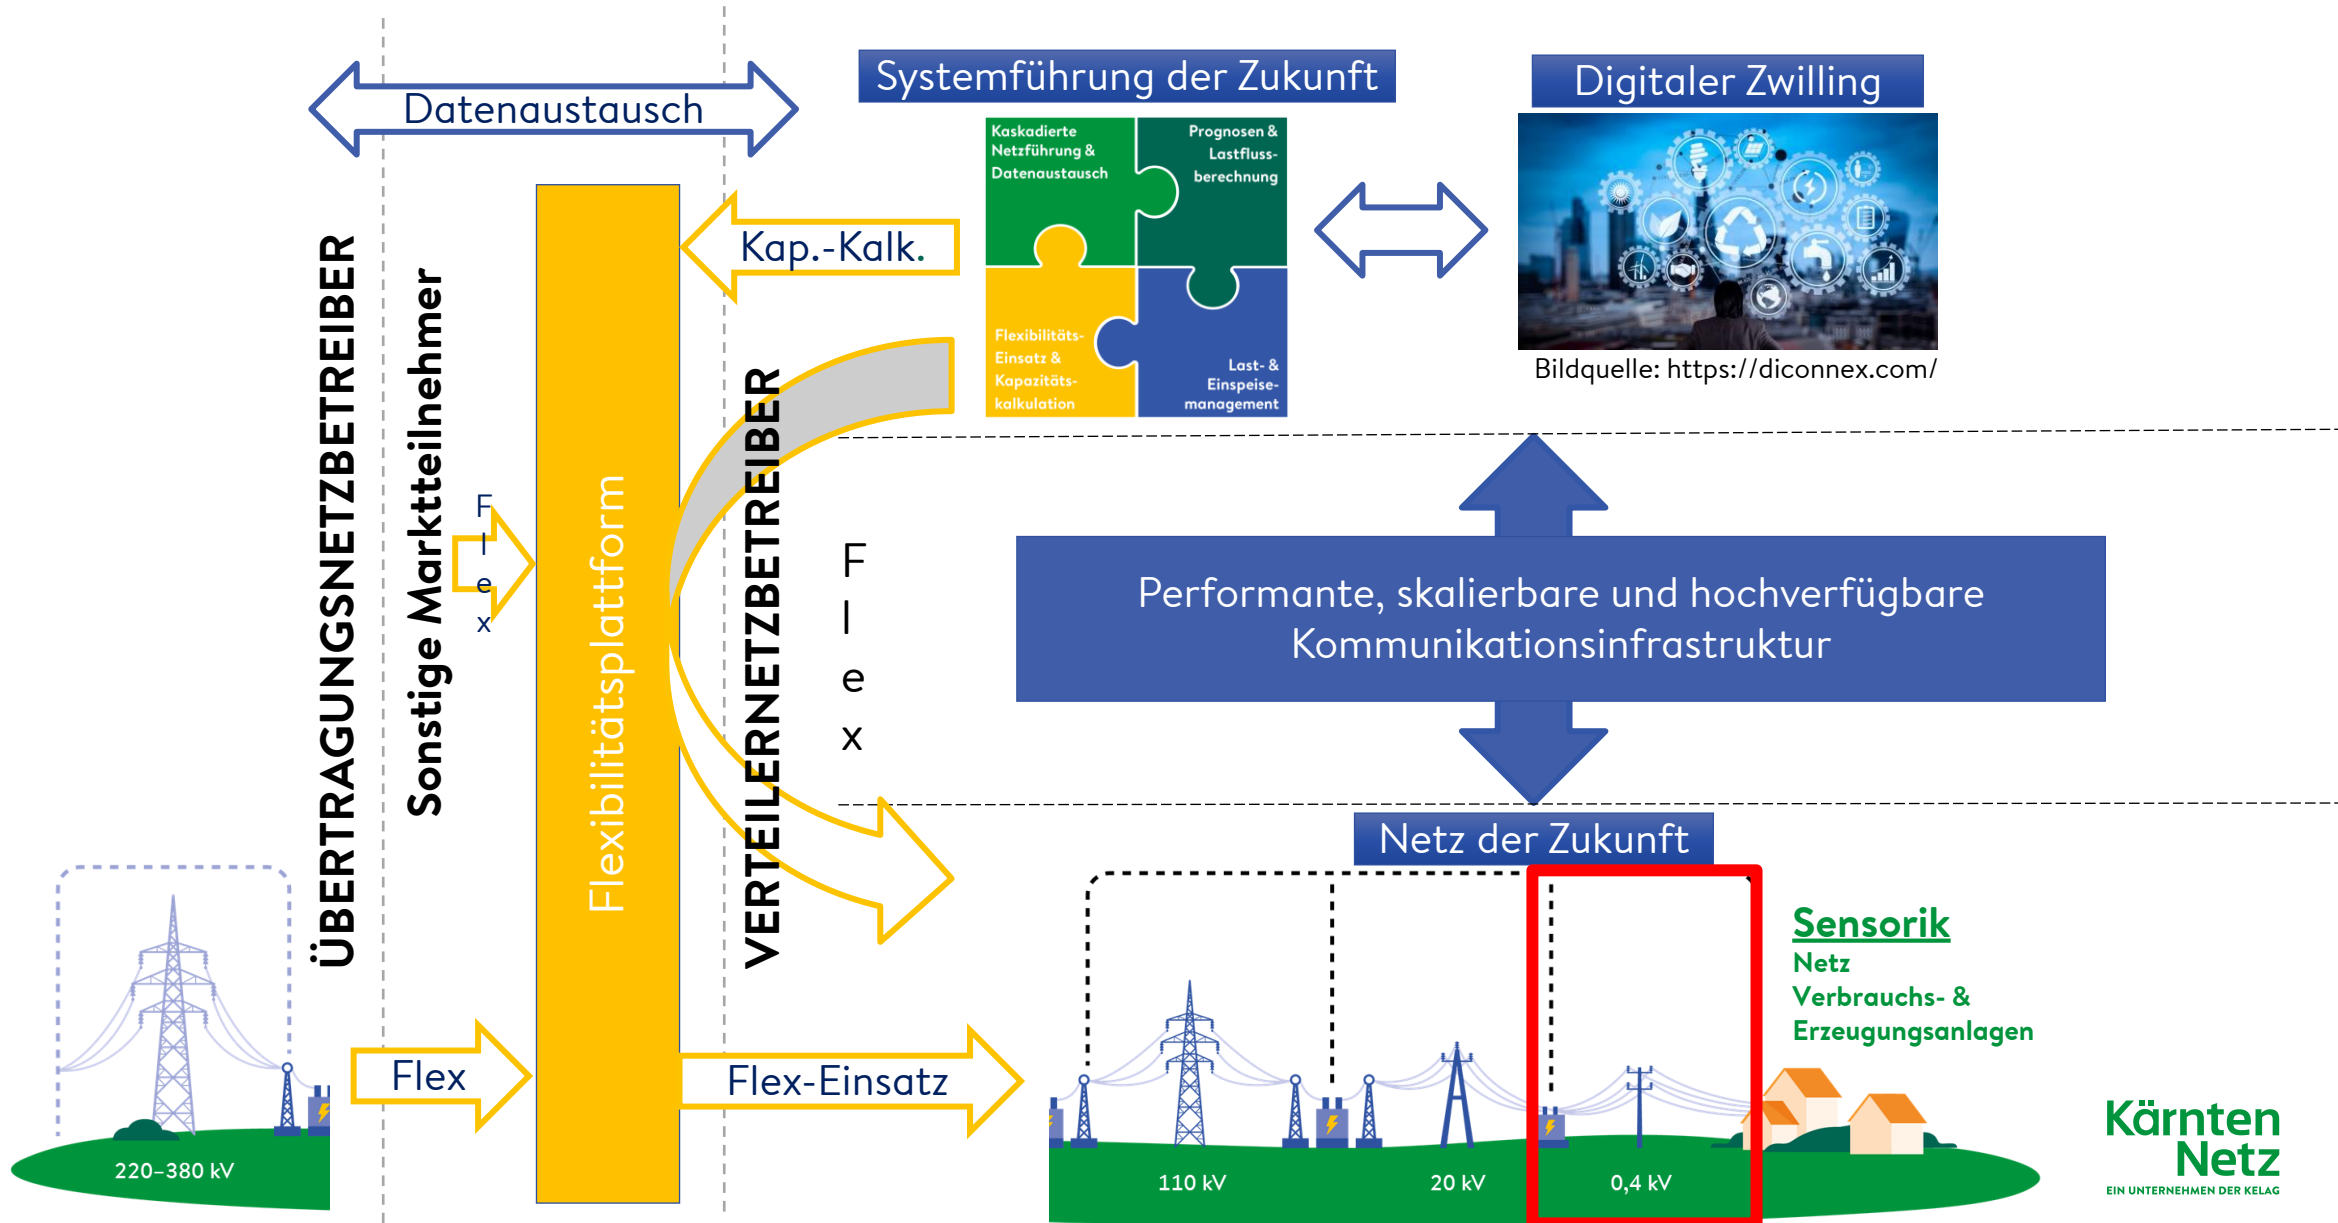 Datenaustausch
Systemführung der Zukunft
Digitaler Zwilling
Kaskadierte
Netzführung &
Datenaustausch
Prognosen &
Lastfluss-
berechnung
Flexibilitäts-
Einsatz &
Kapazitäts-
kalkulation
Last- &
Einspeise-
management
Bildquelle: https://diconnex.com/
Kap.-Kalk.
ÜBERTRAGUNGSNETZBETREIBER
Sonstige Marktteilnehmer
F
l
e
x
Flexibilitätsplattform
VERTEILERNETZBETREIBER
F
l
e
x
Performante, skalierbare und hochverfügbare
Kommunikationsinfrastruktur
Netz der Zukunft
Sensorik
Netz
Verbrauchs- &
Erzeugungsanlagen
Flex
Flex-Einsatz
220–380 kV
110 kV
20 kV
0,4 kV
Kärnten
Netz
EIN UNTERNEHMEN DER KELAG